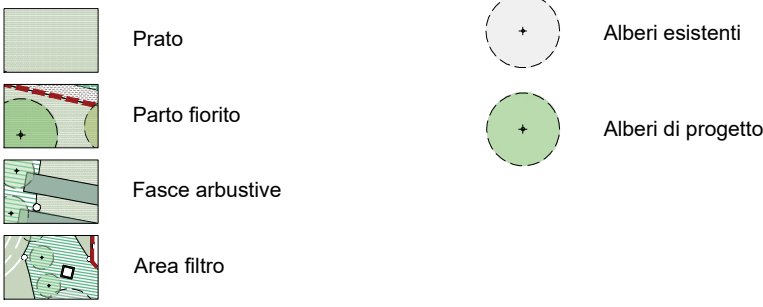 Prato
Parto fiorito
Fasce arbustive
Area filtro
Alberi esistenti
Alberi di progetto